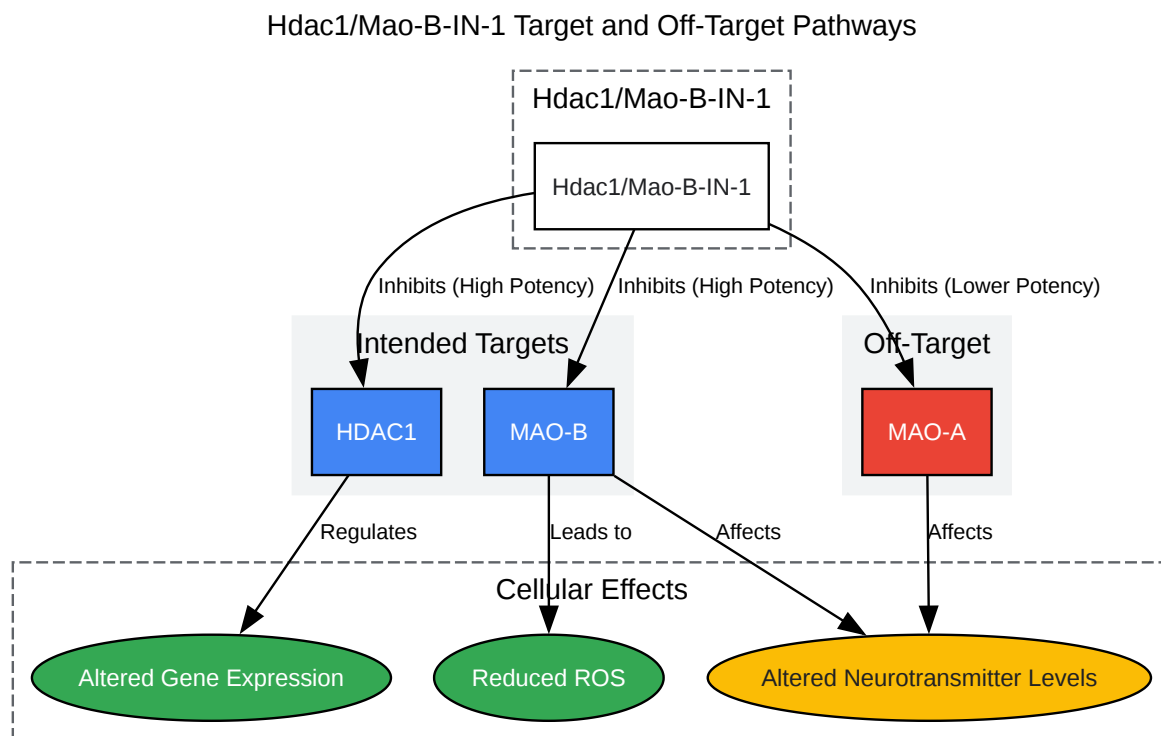 Hdac1/Mao-B-IN-1 Target and Off-Target Pathways
Hdac1/Mao-B-IN-1
Hdac1/Mao-B-IN-1
Inhibits (High Potency)
Inhibits (High Potency)
Inhibits (Lower Potency)
Intended Targets
Off-Target
HDAC1
MAO-B
MAO-A
Regulates
Leads to
Affects
Affects
Cellular Effects
Altered Gene Expression
Reduced ROS
Altered Neurotransmitter Levels